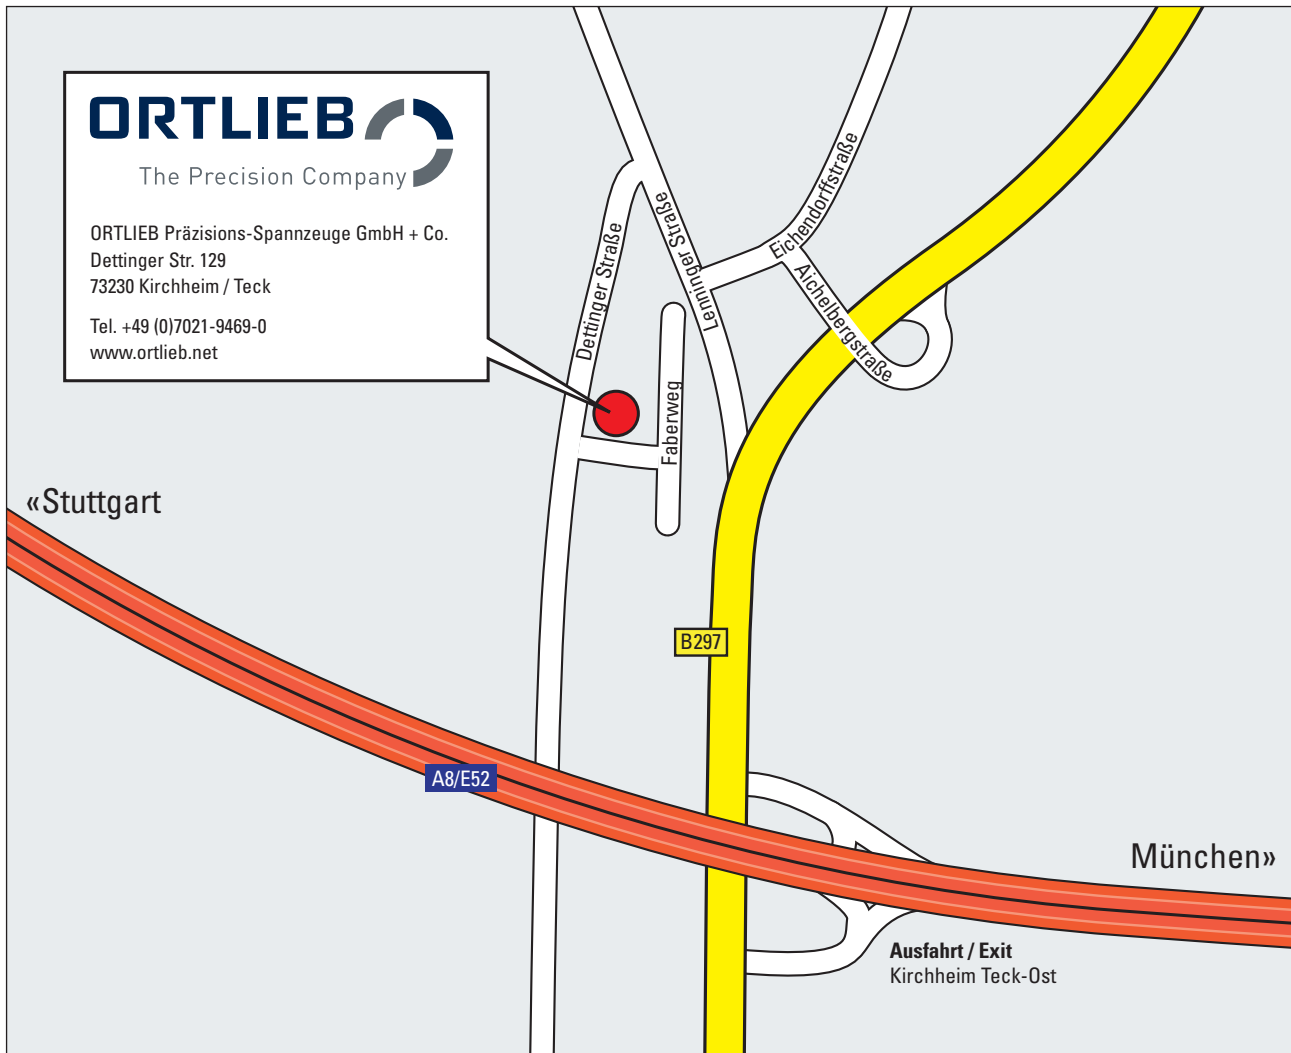 ORTLIEB
The Precision Company
ORTLIEB Präzisions-Spannzeuge GmbH + Co.
Dettinger Str. 129
73230 Kirchheim / Teck
Tel. +49 (0)7021-9469-0
www.ortlieb.net
Eichendorffstraße
Lenninger Straße
Dettinger Straße
Aichelbergstraße
Faberweg
«Stuttgart
B297
A8/E52
München»
Ausfahrt / Exit
Kirchheim Teck-Ost